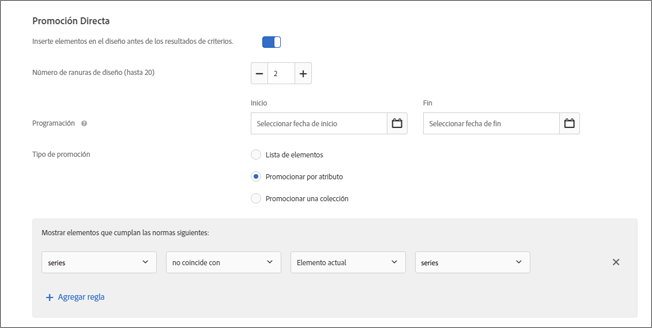 Promoción Directa
Inserte elementos en el diseño antes de los resultados de criterios.
Número de ranuras de diseño (hasta 20)
2
Inicio
Fin
Programación
Seleccionar fecha de inicio
Seleccionar fecha de fin
Tipo de promoción
Lista de elementos
Promocionar por atributo
Promocionar una colección
Mostrar elementos que cumplan las normas siguientes:
series
no coincide con
Elemento actual
series
Agregar regla